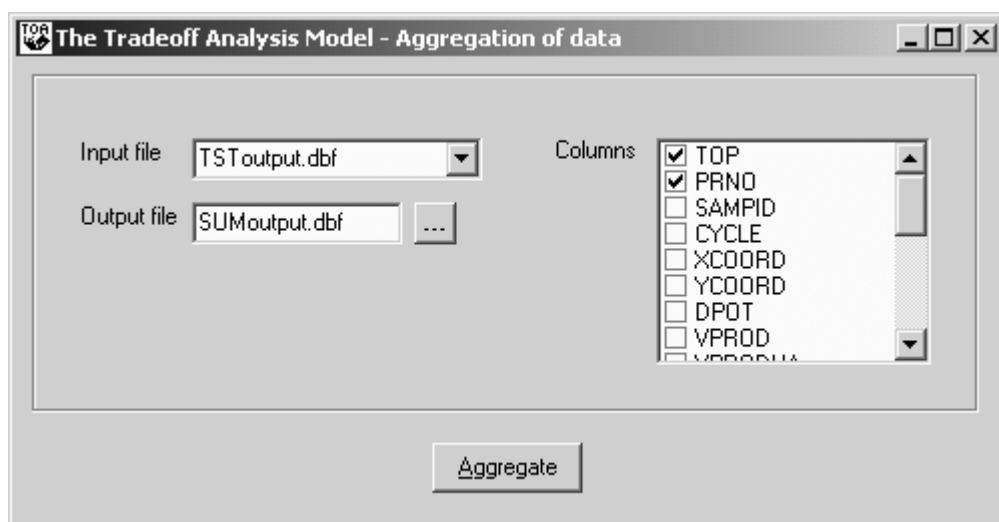 TOA
The Tradeoff Analysis Model - Aggregation of data
Input file
TSToutput.dbf
Output file
SUMoutput.dbf
...
Columns
TOP
PRNO
SAMPID
CYCLE
XCOORD
YCOORD
DPOT
VPROD
Aggregate